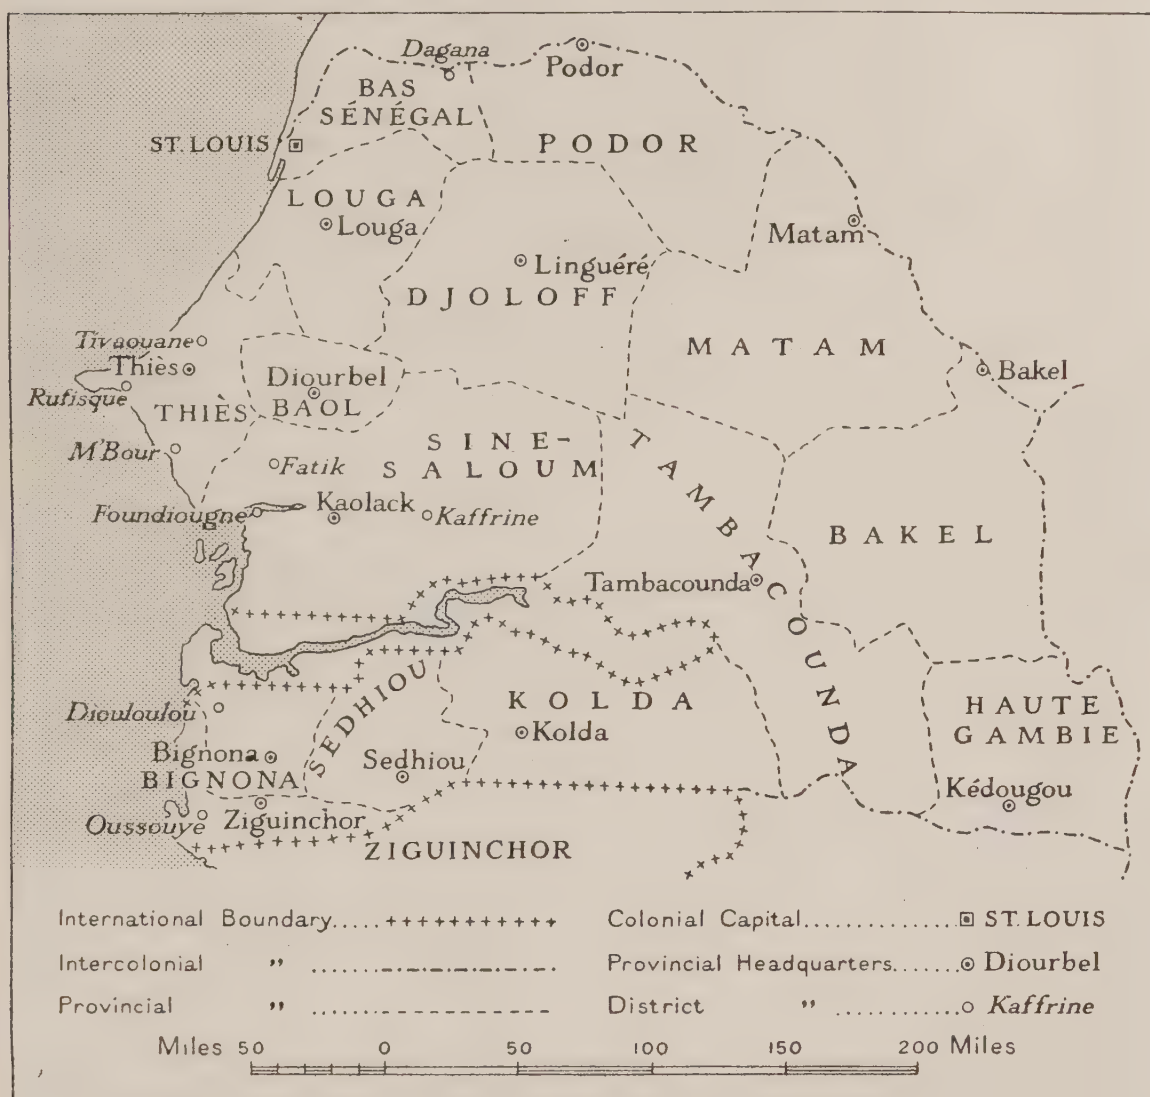 Dagana
Podor
BAS
SÉNÉGAL
ST. LOUIS
PODOR
LOUGA
Louga
Matam
Linguéré
DJOLOFF
Tivaouane
MATAM
Thiès
Diourbel
Bakel
Rufisque
THIÈS
BAOL
M'Bour
SINE-
SALOUM
Fatik
TAMBACOUNDA
Foundiougne
Kaolack
Kaffrine
BAKEL
Tambacounda
SEDHIOU
KOLDA
HAUTE
GAMBIE
Diouloulou
Kolda
Bignona
Sedhiou
BIGNONA
Kédougou
Oussouye
Ziguinchor
ZIGUINCHOR
International Boundary..... Colonial Capital.............. ST. LOUIS
Intercolonial " ....... Provincial Headquarters....... Diourbel
Provincial " ....... District " ............ Kaffrine
Miles 50 0 50 100 150 200 Miles